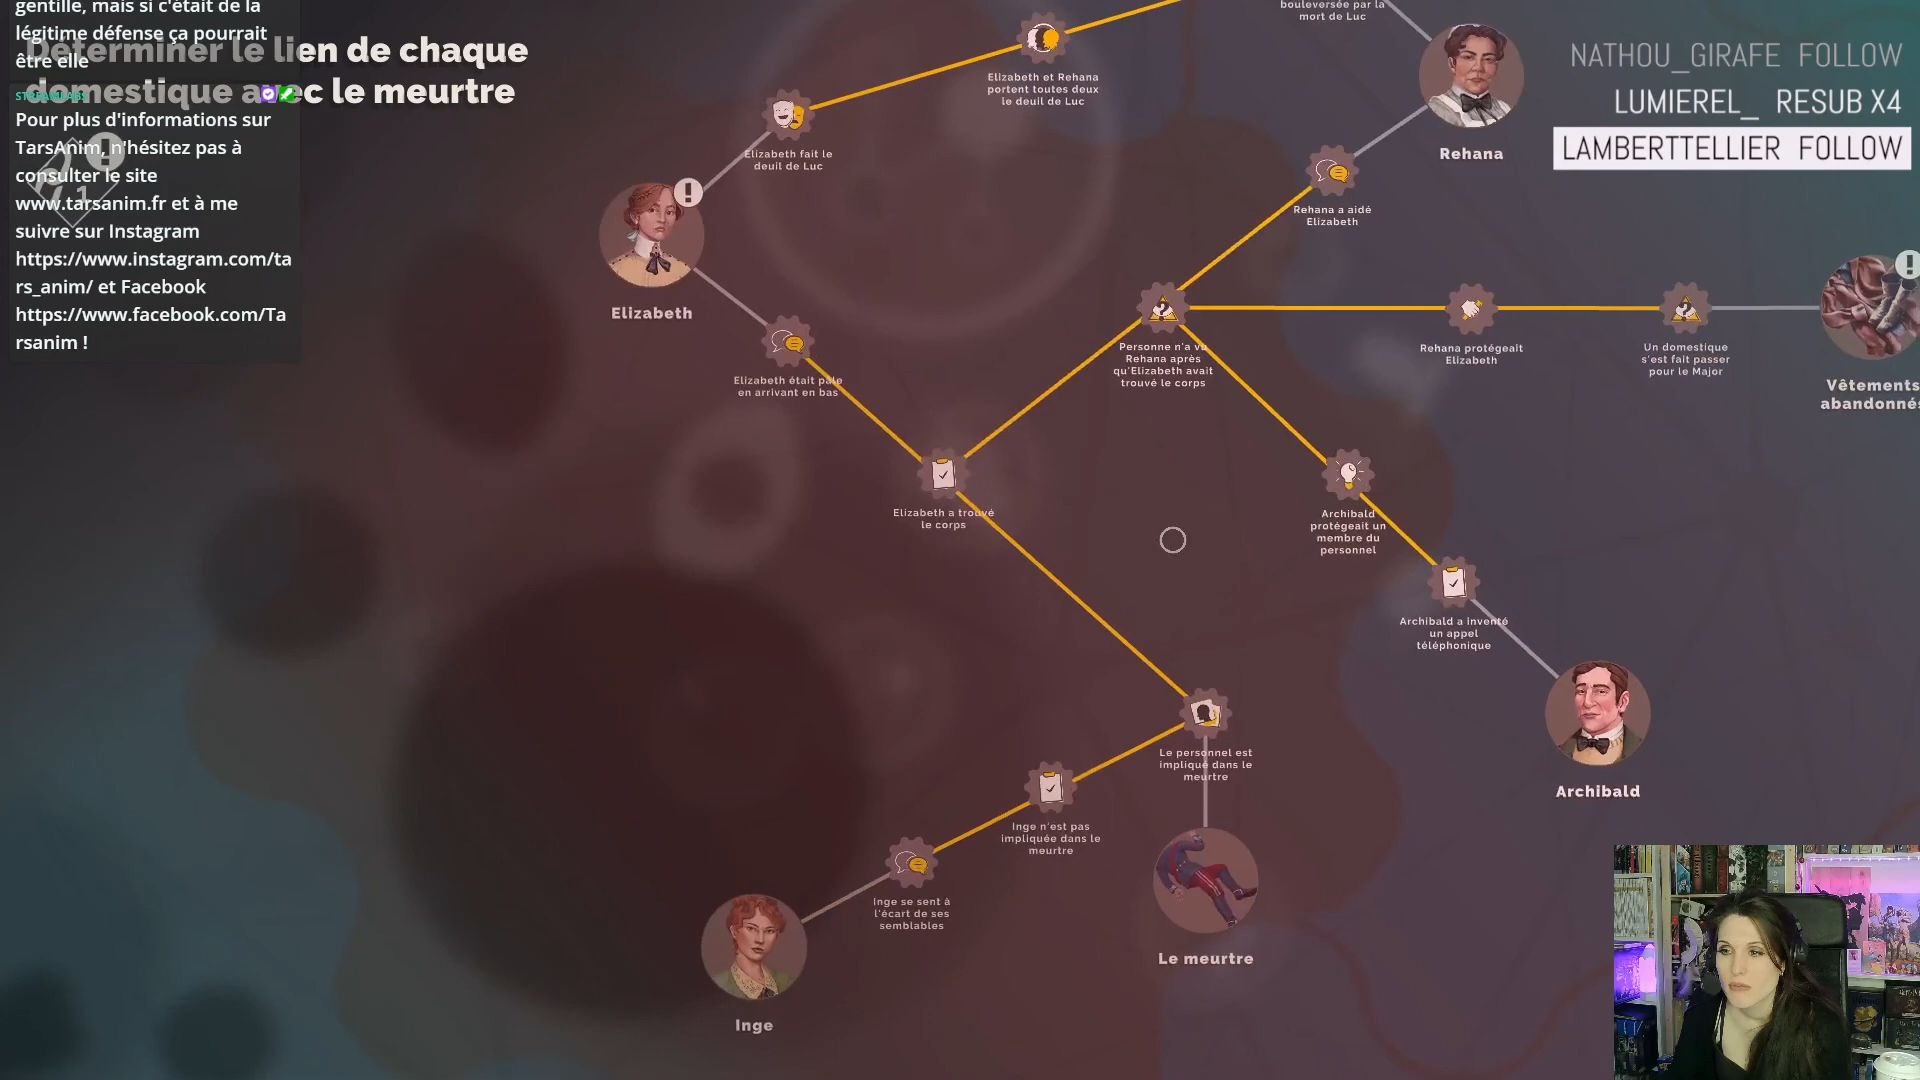 gentille, mais si c'était de la
légitime défense ça pourrait
être elle
Déterminer le lien de chaque
domestique avec le meurtre
STREAMLABS
Pour plus d'informations sur
TarsAnim, n'hésitez pas à
consulter le site
www.tarsanim.fr et à me
suivre sur Instagram
https://www.instagram.com/ta
rs_anim/ et Facebook
https://www.facebook.com/Ta
rsanim !
1
NATHOU_GIRAFE FOLLOW
LUMIEREL_ RESUB X4
LAMBERTTELLIER FOLLOW
bouleversée par la
mort de Luc
Elizabeth et Rehana
portent toutes deux
le deuil de Luc
Elizabeth fait le
deuil de Luc
Rehana
Rehana a aidé
Elizabeth
Elizabeth
Personne n'a vu
Rehana après
qu'Elizabeth avait
trouvé le corps
Rehana protégeait
Elizabeth
Un domestique
s'est fait passer
pour le Major
Vêtements
abandonnés
Elizabeth était pâle
en arrivant en bas
Elizabeth a trouvé
le corps
Archibald
protégeait un
membre du
personnel
Archibald a inventé
un appel
téléphonique
Archibald
Le personnel est
impliqué dans le
meurtre
Inge n'est pas
impliquée dans le
meurtre
Inge se sent à
l'écart de ses
semblables
Le meurtre
Inge